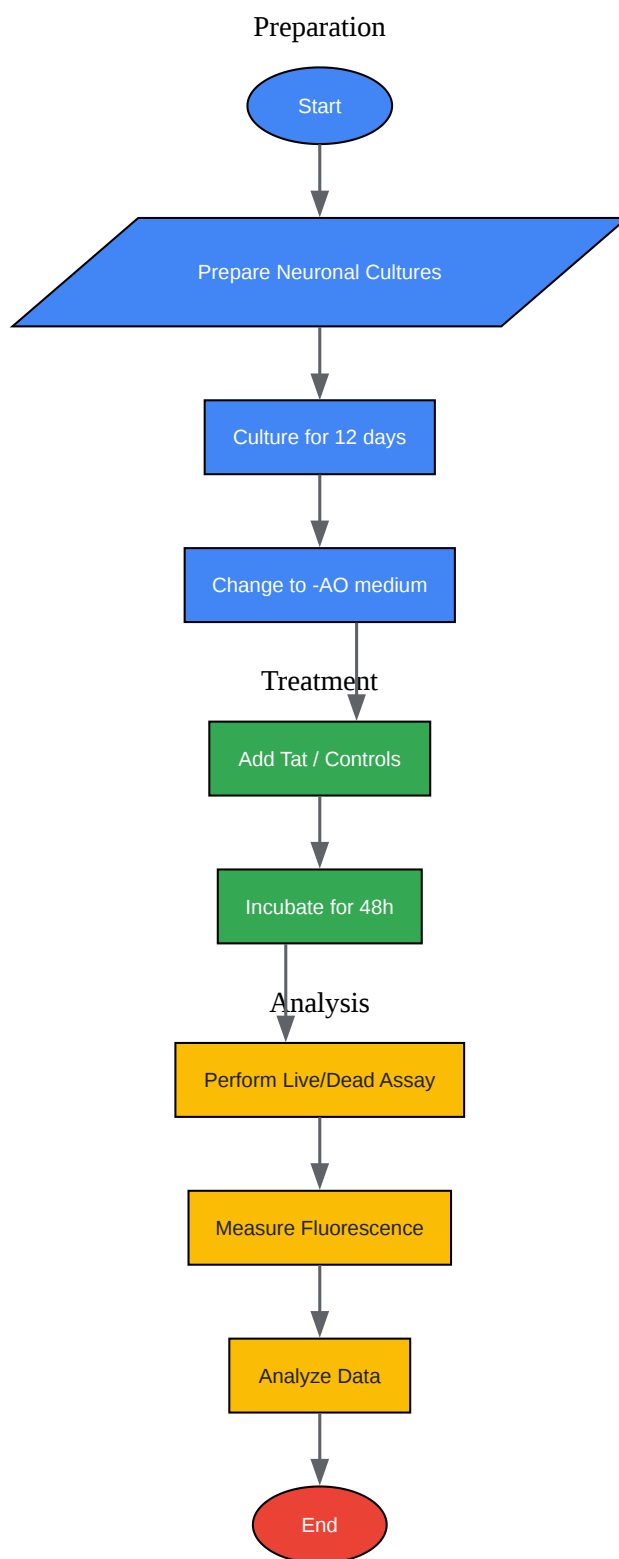 Preparation
Start
Prepare Neuronal Cultures
Culture for 12 days
Change to -AO medium
Treatment
Add Tat / Controls
Incubate for 48h
Analysis
Perform Live/Dead Assay
Measure Fluorescence
Analyze Data
End